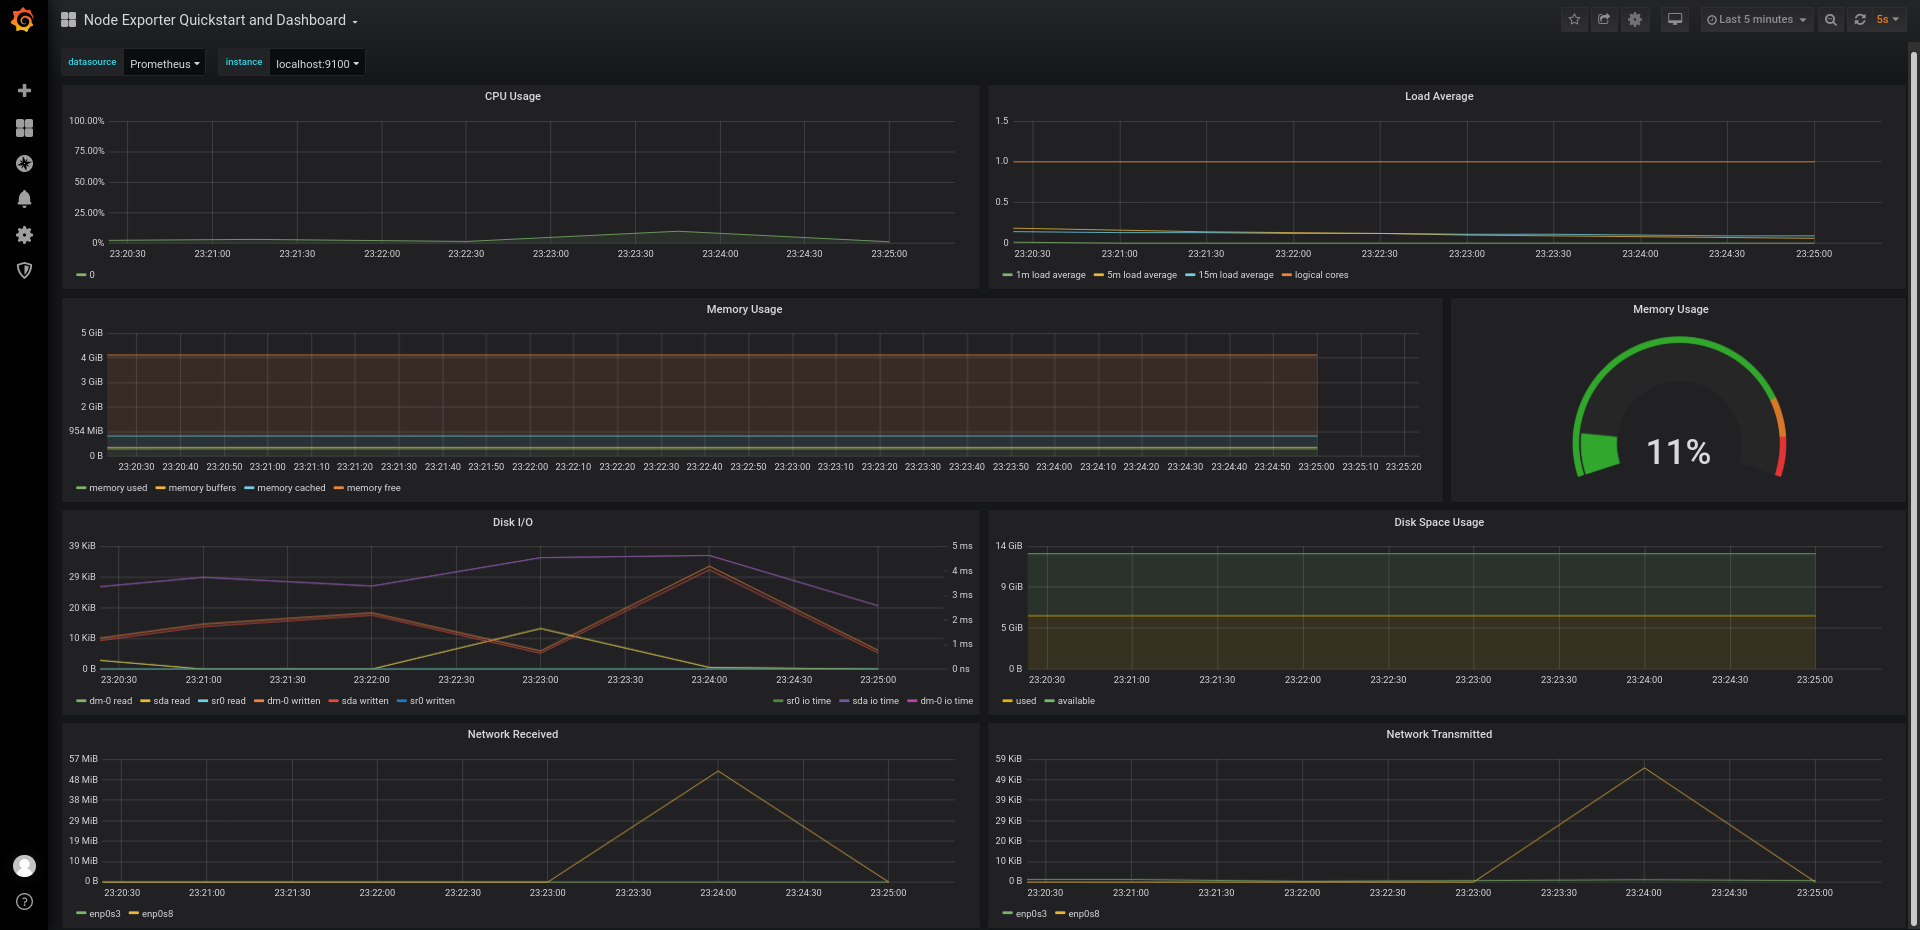 Node Exporter Quickstart and Dashboard
Last 5 minutes
5s
datasource Prometheus instance localhost:9100
CPU Usage
100.00%
75.00%
50.00%
25.00%
0%
23:20:30 23:21:00 23:21:30 23:22:00 23:22:30 23:23:00 23:23:30 23:24:00 23:24:30 23:25:00
0
Load Average
1.5
1.0
0.5
0
23:20:30 23:21:00 23:21:30 23:22:00 23:22:30 23:23:00 23:23:30 23:24:00 23:24:30 23:25:00
1m load average 5m load average 15m load average logical cores
Memory Usage
5 GiB
4 GiB
3 GiB
2 GiB
954 MiB
0 B
23:20:30 23:20:40 23:20:50 23:21:00 23:21:10 23:21:20 23:21:30 23:21:40 23:21:50 23:22:00 23:22:10 23:22:20 23:22:30 23:22:40 23:22:50 23:23:00 23:23:10 23:23:20 23:23:30 23:23:40 23:23:50 23:24:00 23:24:10 23:24:20 23:24:30 23:24:40 23:24:50 23:25:00 23:25:10 23:25:20
memory used memory buffers memory cached memory free
Memory Usage
11%
Disk I/O
39 KiB
29 KiB
20 KiB
10 KiB
0 B
5 ms
4 ms
3 ms
2 ms
1 ms
0 ns
23:20:30 23:21:00 23:21:30 23:22:00 23:22:30 23:23:00 23:23:30 23:24:00 23:24:30 23:25:00
dm-0 read sda read sr0 read dm-0 written sda written sr0 written sr0 io time sda io time dm-0 io time
Disk Space Usage
14 GiB
9 GiB
5 GiB
0 B
23:20:30 23:21:00 23:21:30 23:22:00 23:22:30 23:23:00 23:23:30 23:24:00 23:24:30 23:25:00
used available
Network Received
57 MiB
48 MiB
38 MiB
29 MiB
19 MiB
10 MiB
0 B
23:20:30 23:21:00 23:21:30 23:22:00 23:22:30 23:23:00 23:23:30 23:24:00 23:24:30 23:25:00
enp0s3 enp0s8
Network Transmitted
59 KiB
49 KiB
39 KiB
29 KiB
20 KiB
10 KiB
0 B
23:20:30 23:21:00 23:21:30 23:22:00 23:22:30 23:23:00 23:23:30 23:24:00 23:24:30 23:25:00
enp0s3 enp0s8